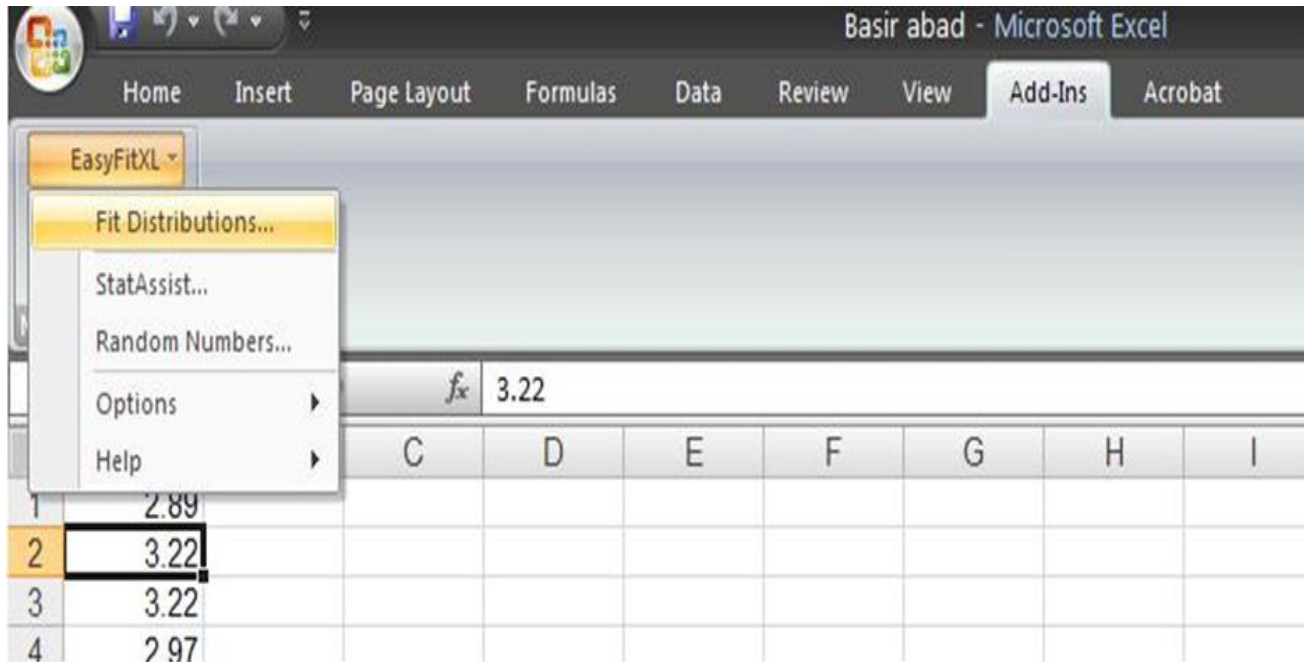 Basir abad - Microsoft Excel
Home Insert Page Layout Formulas Data Review View Add-Ins Acrobat
EasyFitXL
Fit Distributions...
StatAssist...
Random Numbers...
Options
Help
fx 3.22
C D E F G H I
1 2.89
2 3.22
3 3.22
4 2.97